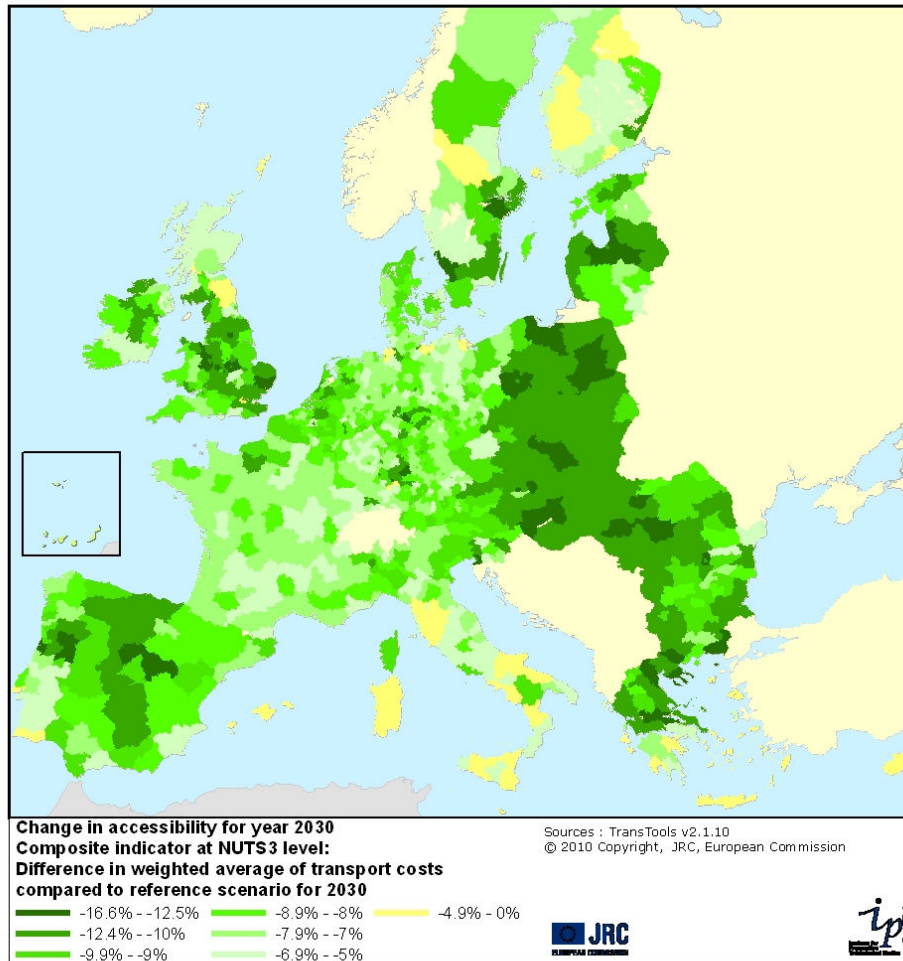 Change in accessibility for year 2030
Composite indicator at NUTS3 level:
Difference in weighted average of transport costs
compared to reference scenario for 2030
-16.6% - -12.5%
-12.4% - -10%
-9.9% - -9%
-8.9% - -8%
-7.9% - -7%
-6.9% - -5%
-4.9% - 0%
Sources : TransTools v2.1.10
© 2010 Copyright, JRC, European Commission
JRC
EUROPEAN COMMISSION